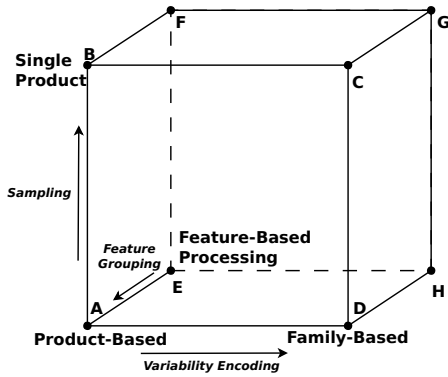 F
G
B
Single
Product
C
Sampling
Feature
Grouping
Feature-Based
Processing
E
H
A
D
Product-Based
Family-Based
Variability Encoding